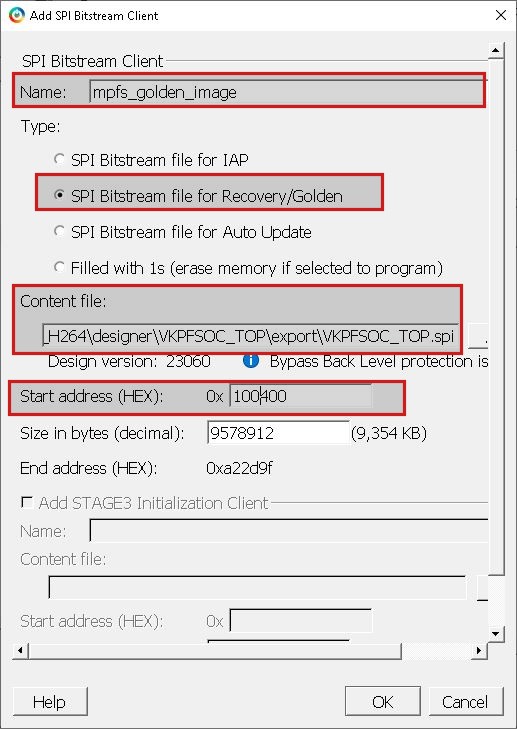 Add SPI Bitstream Client
SPI Bitstream Client
Name: mpfs_golden_image
Type:
SPI Bitstream file for IAP
SPI Bitstream file for Recovery/Golden
SPI Bitstream file for Auto Update
Filled with 1s (erase memory if selected to program)
Content file:
_H264\designer\VKPFSOC_TOP\export\VKPFSOC_TOP.spi ..
Design version: 23060 Bypass Back Level protection is
Start address (HEX): 0x 100400
Size in bytes (decimal): 9578912 (9,354 KB)
End address (HEX): 0xa22d9f
Add STAGE3 Initialization Client
Name:
Content file:
Start address (HEX): 0x
Help OK Cancel